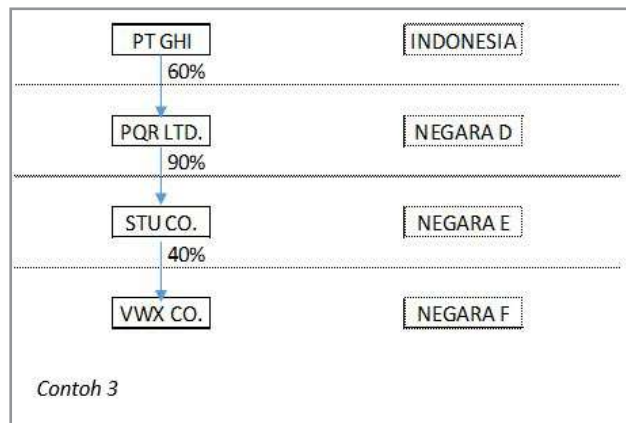 PT GHI INDONESIA
60%
PQR LTD. NEGARA D
90%
STU CO. NEGARA E
40%
VWX CO. NEGARA F
Contoh 3